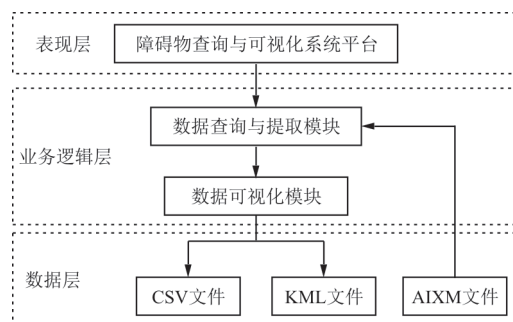 表现层
障碍物查询与可视化系统平台
业务逻辑层
数据查询与提取模块
数据可视化模块
数据层
CSV文件
KML文件
AIXM文件